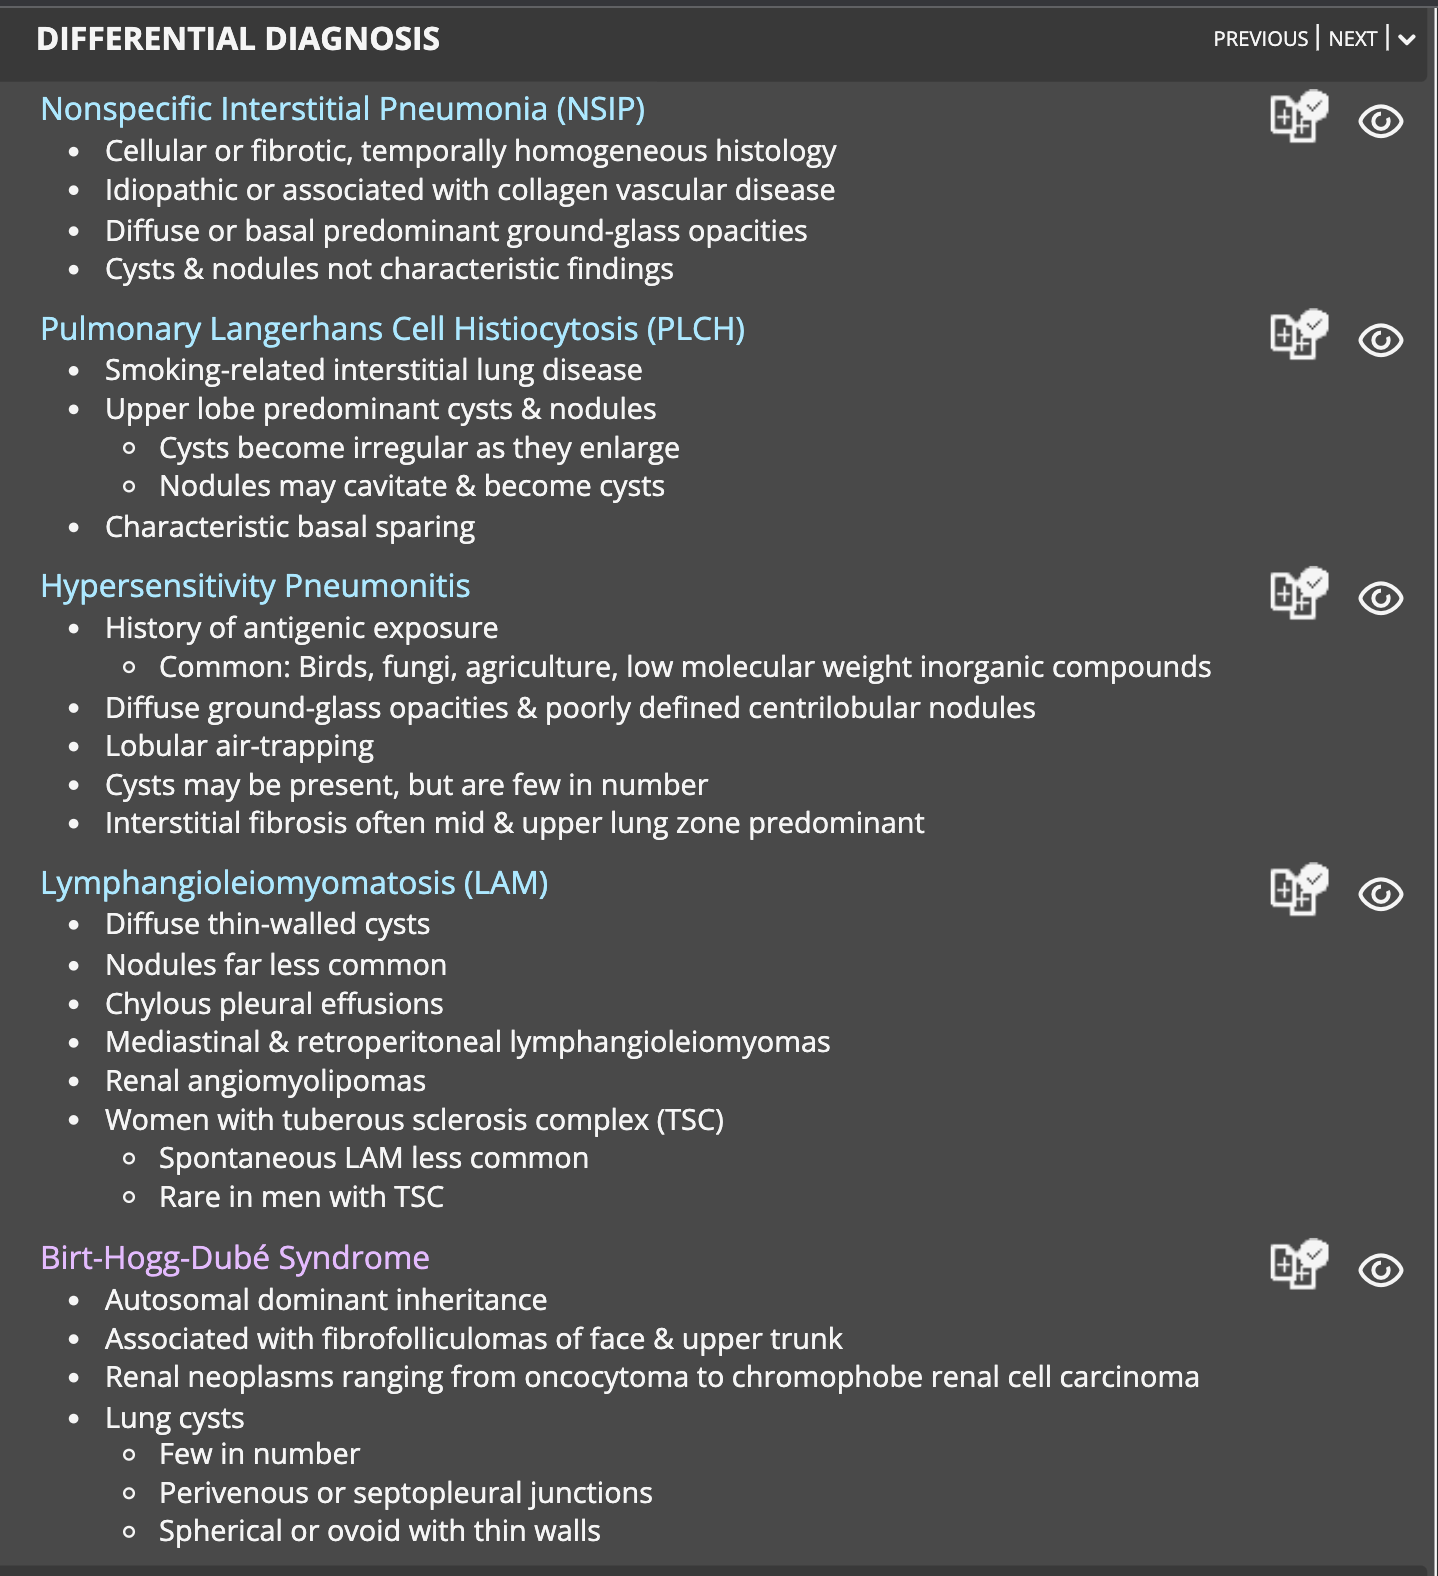 DIFFERENTIAL DIAGNOSIS
PREVIOUS | NEXT |
Nonspecific Interstitial Pneumonia (NSIP)
• Cellular or fibrotic, temporally homogeneous histology
• Idiopathic or associated with collagen vascular disease
• Diffuse or basal predominant ground-glass opacities
• Cysts & nodules not characteristic findings
Pulmonary Langerhans Cell Histiocytosis (PLCH)
• Smoking-related interstitial lung disease
• Upper lobe predominant cysts & nodules
◦ Cysts become irregular as they enlarge
◦ Nodules may cavitate & become cysts
• Characteristic basal sparing
Hypersensitivity Pneumonitis
• History of antigenic exposure
◦ Common: Birds, fungi, agriculture, low molecular weight inorganic compounds
• Diffuse ground-glass opacities & poorly defined centrilobular nodules
• Lobular air-trapping
• Cysts may be present, but are few in number
• Interstitial fibrosis often mid & upper lung zone predominant
Lymphangioleiomyomatosis (LAM)
• Diffuse thin-walled cysts
• Nodules far less common
• Chylous pleural effusions
• Mediastinal & retroperitoneal lymphangioleiomyomas
• Renal angiomyolipomas
• Women with tuberous sclerosis complex (TSC)
◦ Spontaneous LAM less common
◦ Rare in men with TSC
Birt-Hogg-Dubé Syndrome
• Autosomal dominant inheritance
• Associated with fibrofolliculomas of face & upper trunk
• Renal neoplasms ranging from oncocytoma to chromophobe renal cell carcinoma
• Lung cysts
◦ Few in number
◦ Perivenous or septopleural junctions
◦ Spherical or ovoid with thin walls